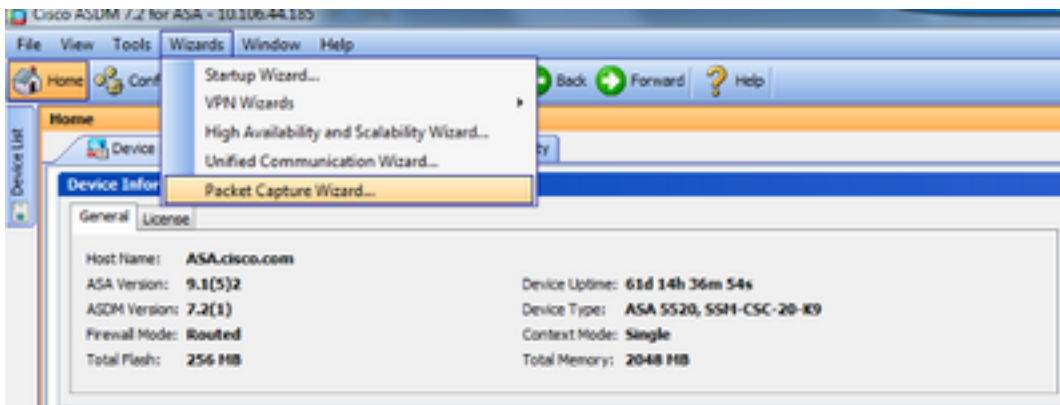 Cisco ASDM 7.2 for ASA - 10.106.44.185
File View Tools Wizards Window Help
Home Conf Back Forward Help
Startup Wizard...
VPN Wizards
High Availability and Scalability Wizard...
Unified Communication Wizard...
Packet Capture Wizard...
Device List
Home
Device ty
Device Infor
General License
Host Name: ASA.cisco.com
ASA Version: 9.1(5)2 Device Uptime: 61d 14h 36m 54s
ASDM Version: 7.2(1) Device Type: ASA 5520, SSM-CSC-20-K9
Firewall Mode: Routed Context Mode: Single
Total Flash: 256 MB Total Memory: 2048 MB